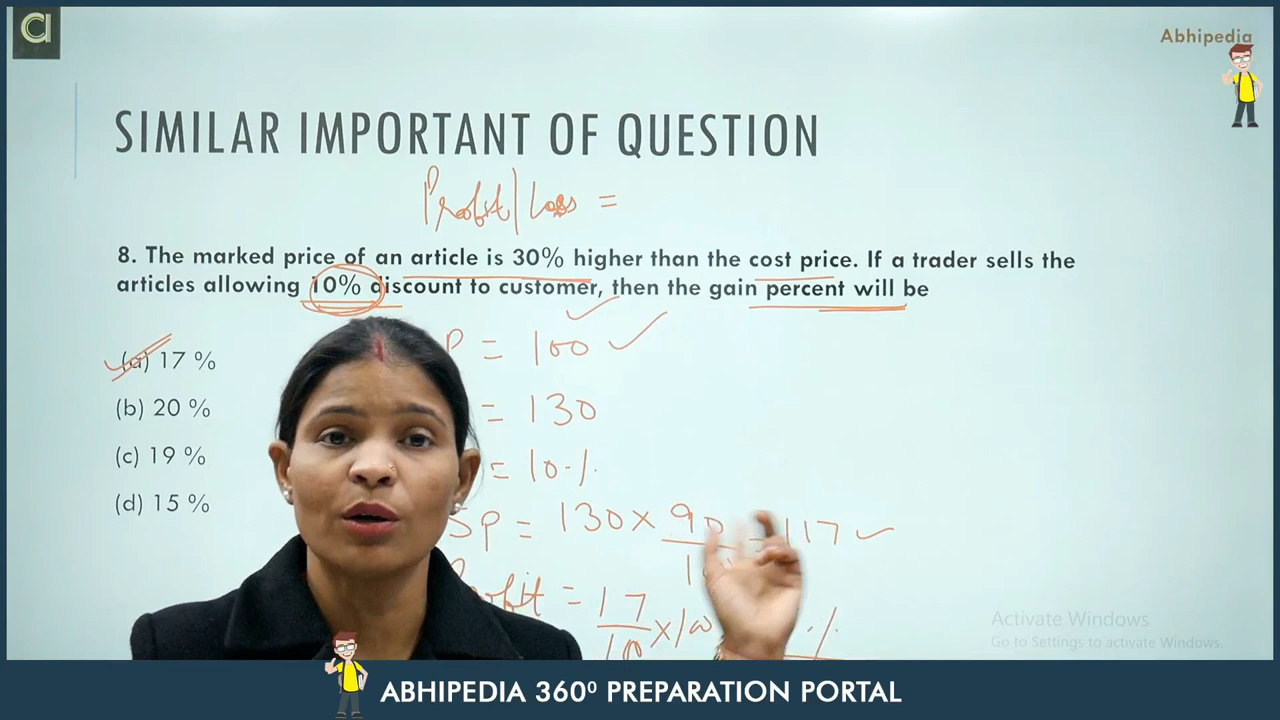 a
Abhipedia
SIMILAR IMPORTANT OF QUESTION
Profit/Loss =
8. The marked price of an article is 30% higher than the cost price. If a trader sells the
articles allowing 10% discount to customer, then the gain percent will be
(a) 17 %
(b) 20 %
(c) 19 %
(d) 15 %
P = 100
= 130
= 10%
SP = 130 × 90 = 117
Profit = 17
× 100
%
Activate Windows
Go to Settings to activate Windows.
ABHIPEDIA 360⁰ PREPARATION PORTAL